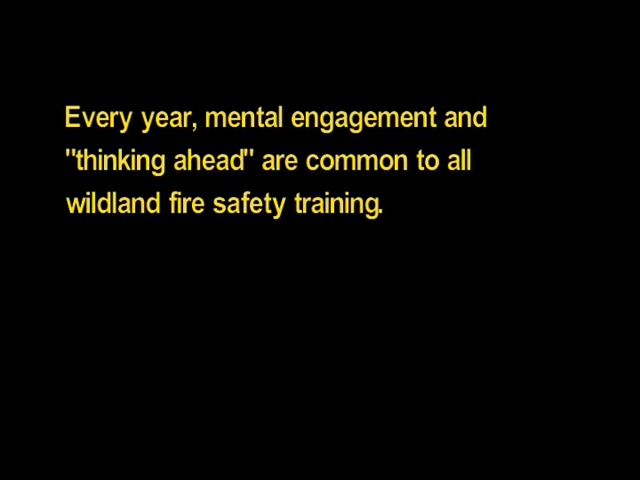 Every year, mental engagement and
"thinking ahead" are common to all
wildland fire safety training.